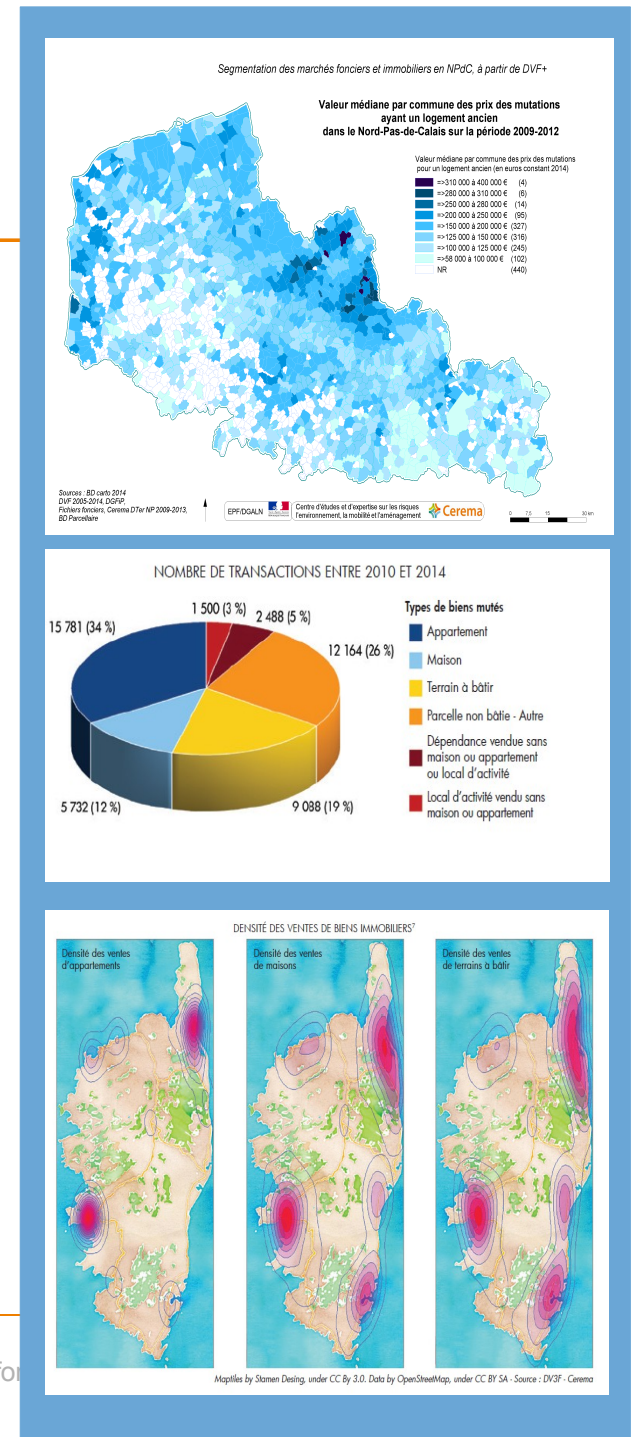 Segmentation des marchés fonciers et immobiliers en NPdC, à partir de DVF+
Valeur médiane par commune des prix des mutations
ayant un logement ancien
dans le Nord-Pas-de-Calais sur la période 2009-2012
Valeur médiane par commune des prix des mutations
pour un logement ancien (en euros constant 2014)
=>310 000 à 400 000 € (4)
=>280 000 à 310 000 € (6)
=>250 000 à 280 000 € (14)
=>200 000 à 250 000 € (95)
=>150 000 à 200 000 € (327)
=>125 000 à 150 000 € (316)
=>100 000 à 125 000 € (245)
=>58 000 à 100 000 € (102)
NR (440)
Sources : BD carto 2014
DVF 2005-2014, DGFiP,
Fichiers fonciers, Cerema DTer NP 2009-2013,
BD Parcellaire
EPF/DGALN
Centre d'études et d'expertise sur les risques
l'environnement, la mobilité et l'aménagement
Cerema
0 7,5 15 30 km
NOMBRE DE TRANSACTIONS ENTRE 2010 ET 2014
15 781 (34 %)
1 500 (3 %)
2 488 (5 %)
12 164 (26 %)
5 732 (12 %)
9 088 (19 %)
Types de biens mutés
Appartement
Maison
Terrain à bâtir
Parcelle non bâtie - Autre
Dépendance vendue sans
maison ou appartement
ou local d'activité
Local d'activité vendu sans
maison ou appartement
DENSITÉ DES VENTES DE BIENS IMMOBILIERS⁷
Densité des ventes
d'appartements
Densité des ventes
de maisons
Densité des ventes
de terrains à bâtir
Maptiles by Stamen Desing, under CC By 3.0. Data by OpenStreetMap, under CC BY SA - Source : DV3F - Cerema